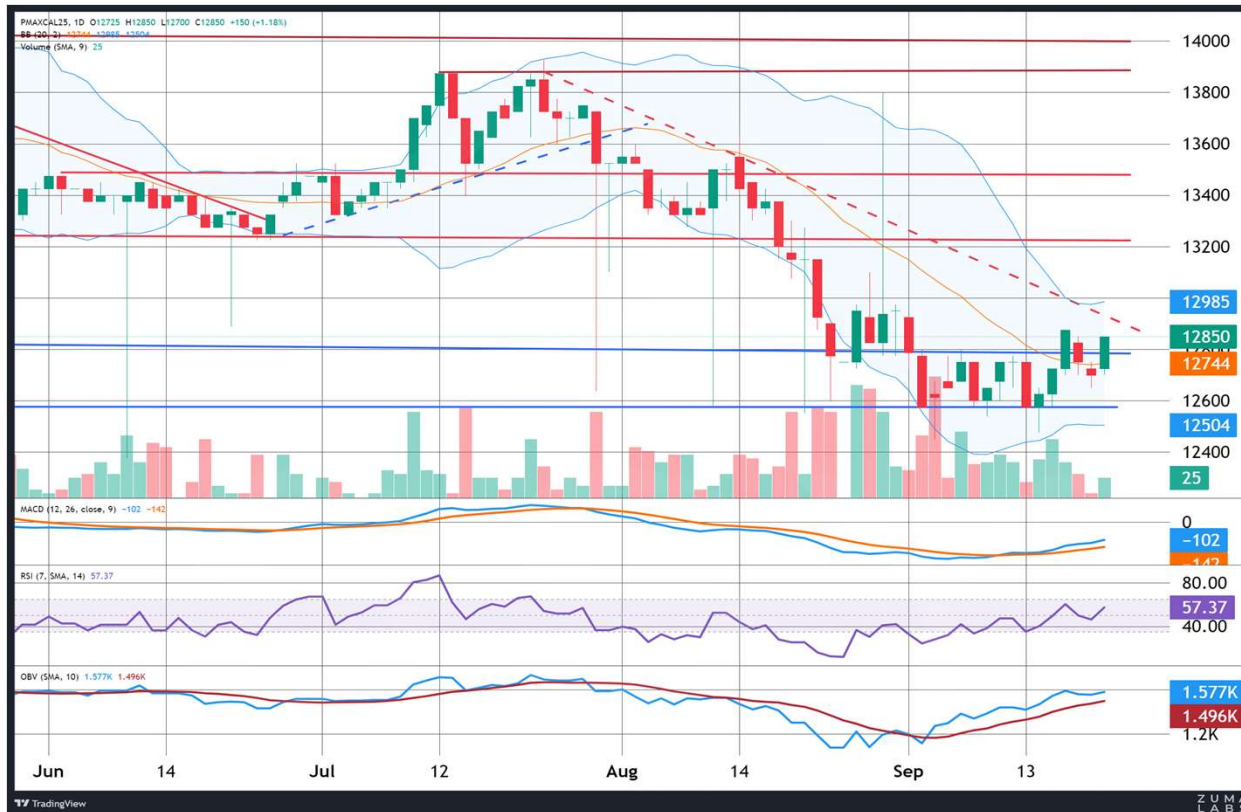 PMAXCAL25, 1D O12725 H12850 L12700 C12850 +150 (+1.18%)
BB (20, 2) 12744 12985 12504
Volume (SMA, 9) 25
14000
13800
13600
13400
13200
12985
12850
12744
12600
12504
12400
25
MACD (12, 26, close, 9) −102 −142
0
−102
−142
RSI (7, SMA, 14) 57.37
80.00
57.37
40.00
OBV (SMA, 10) 1.577K 1.496K
1.577K
1.496K
1.2K
Jun 14 Jul 12 Aug 14 Sep 13
TradingView
ZUMA
LABS